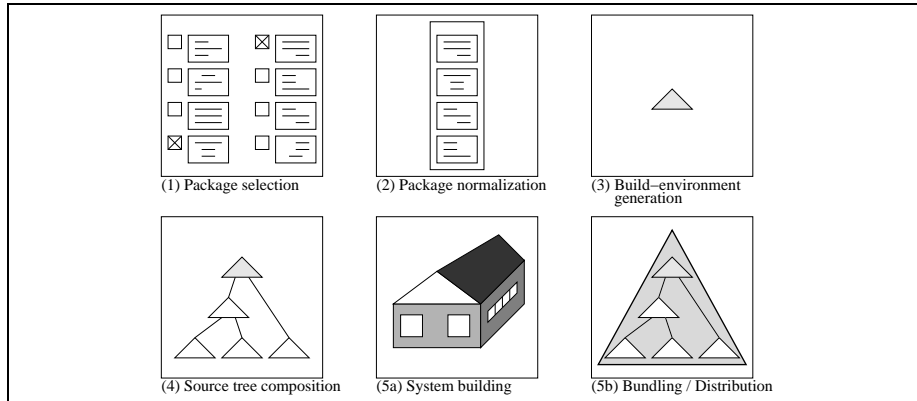 (1) Package selection
(2) Package normalization
(3) Build–environment
generation
(4) Source tree composition
(5a) System building
(5b) Bundling / Distribution